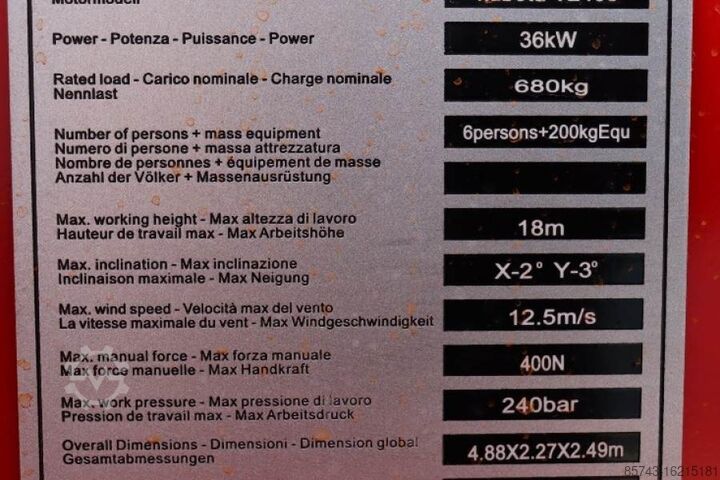 Power - Potenza - Puissance - Power 36kW
Rated load - Carico nominale - Charge nominale
Nennlast
680kg
Number of persons + mass equipment
Numero di persone + massa attrezzatura
Nombre de personnes + équipement de masse
Anzahl der Völker + Massenausrüstung
6persons+200kgEqu
Max. working height - Max altezza di lavoro
Hauteur de travail max - Max Arbeitshöhe
18m
Max. inclination - Max inclinazione
Inclinaison maximale - Max Neigung
X-2° Y-3°
Max. wind speed - Velocità max del vento
La vitesse maximale du vent - Max Windgeschwindigkeit
12.5m/s
Max. manual force - Max forza manuale
Max force manuelle - Max Handkraft
400N
Max. work pressure - Max pressione di lavoro
Pression de travail max - Max Arbeitsdruck
240bar
Overall Dimensions - Dimensioni - Dimension global
Gesamtabmessungen
4.88X2.27X2.49m
85743-16215181